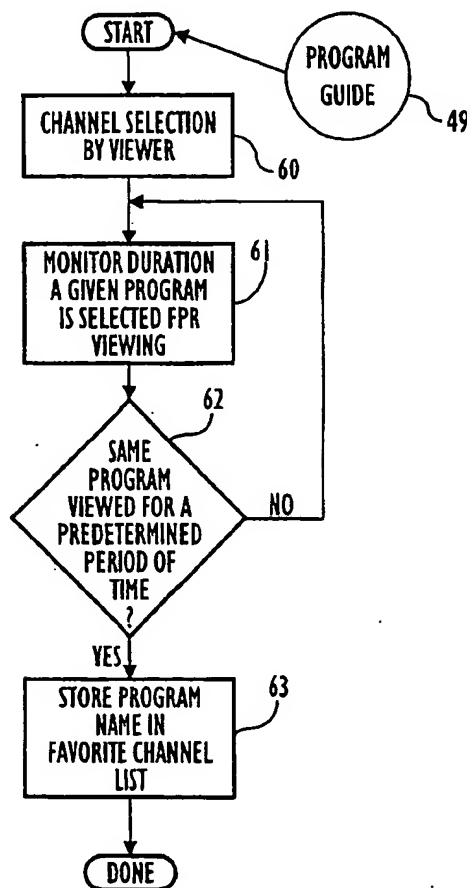 START
PROGRAM
GUIDE
49
CHANNEL SELECTION
BY VIEWER
60
61
MONITOR DURATION
A GIVEN PROGRAM
IS SELECTED FPR
VIEWING
62
SAME
PROGRAM
VIEWED FOR A
PREDETERMINED
PERIOD OF
TIME
?
NO
YES
63
STORE PROGRAM
NAME IN
FAVORITE CHANNEL
LIST
DONE